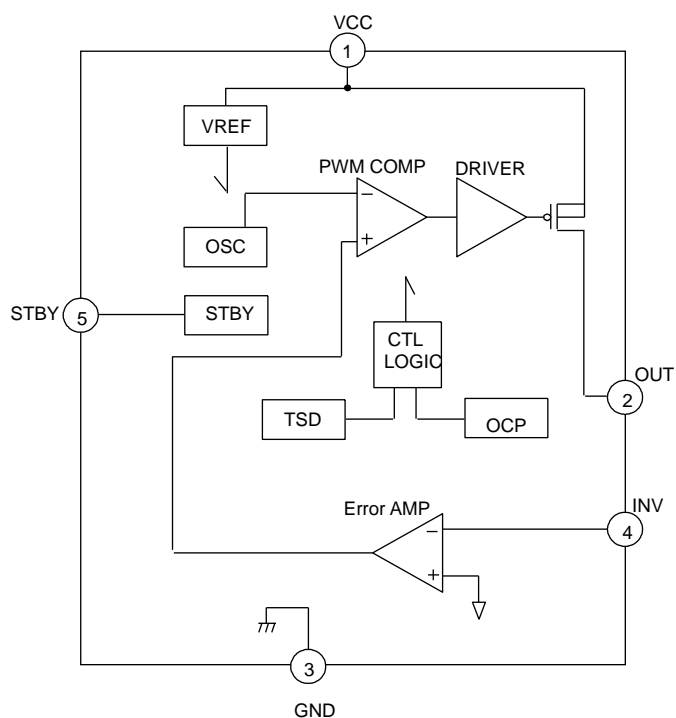 VCC
1
VREF
PWM COMP
DRIVER
−
+
OSC
STBY
5
STBY
CTL
LOGIC
OUT
2
TSD
OCP
Error AMP
INV
−
+
4
3
GND